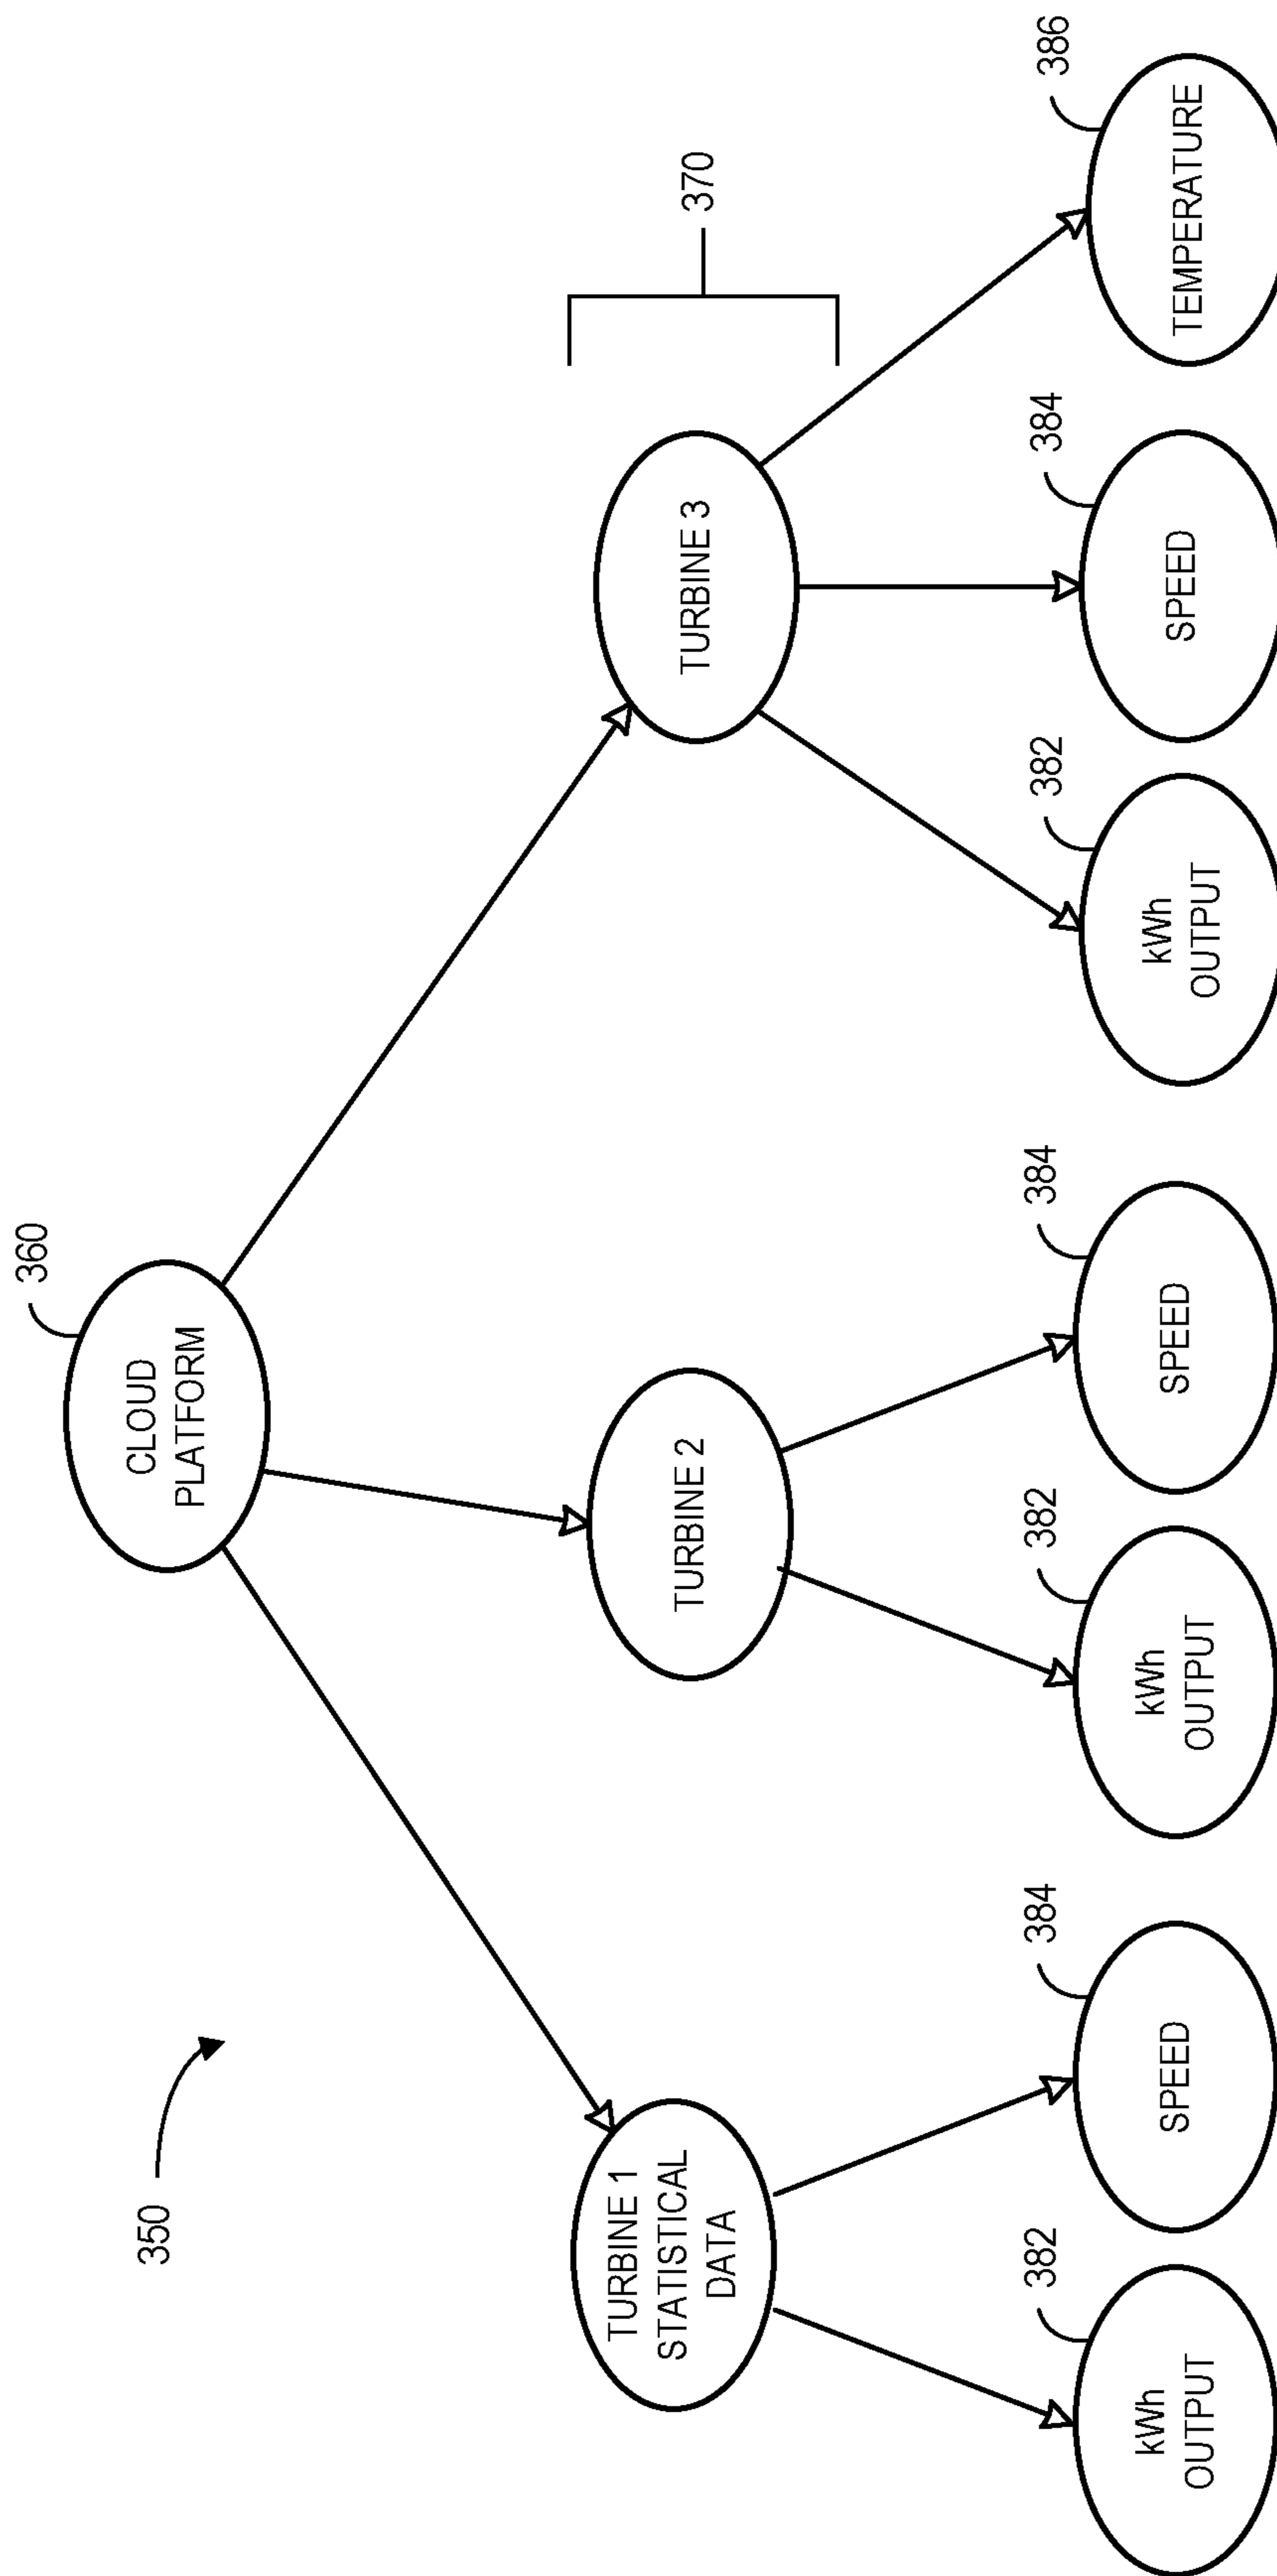 350
360
CLOUD
PLATFORM
370
TURBINE 1
STATISTICAL
DATA
TURBINE 2
TURBINE 3
382
kWh
OUTPUT
384
SPEED
382
kWh
OUTPUT
384
SPEED
382
kWh
OUTPUT
384
SPEED
386
TEMPERATURE